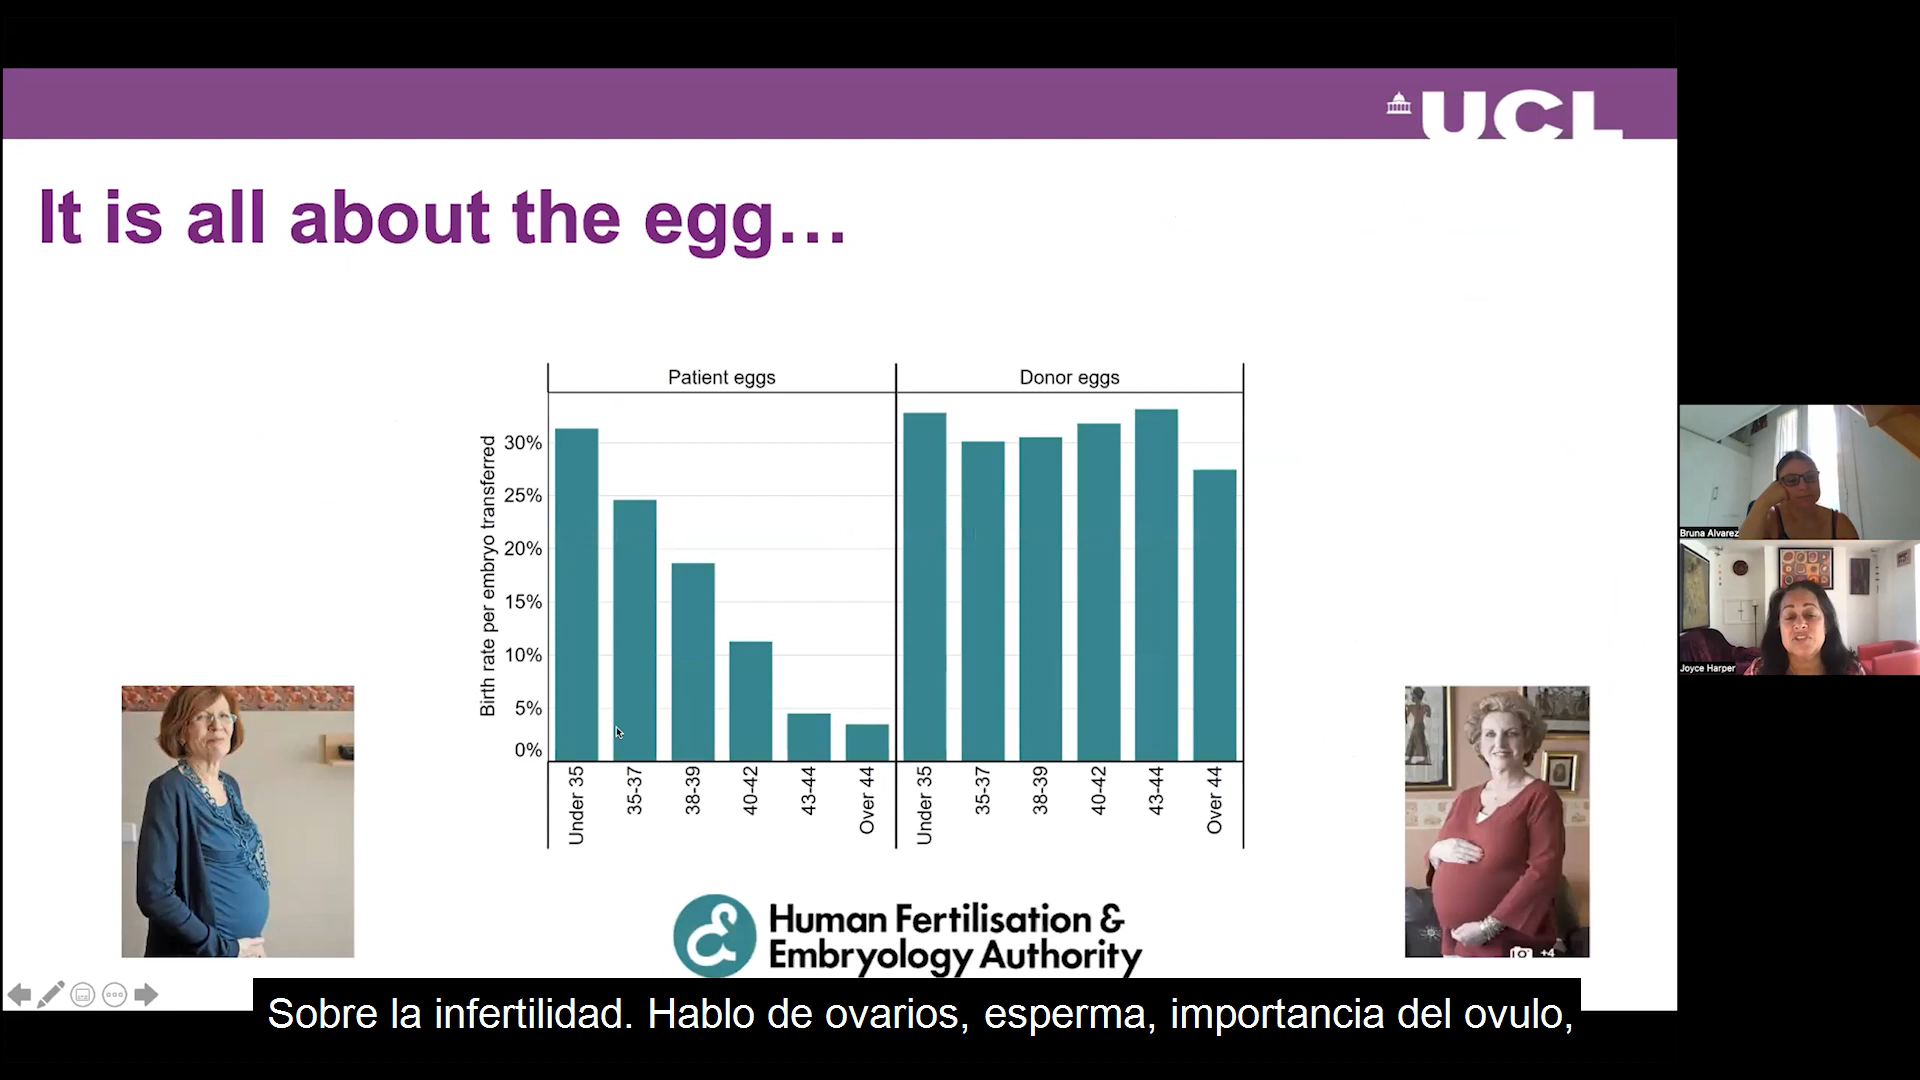 UCL
It is all about the egg...
Patient eggs
Donor eggs
Birth rate per embryo transferred
30%
25%
20%
15%
10%
5%
0%
Under 35
35-37
38-39
40-42
43-44
Over 44
Under 35
35-37
38-39
40-42
43-44
Over 44
Bruna Alvarez
Joyce Harper
+4
Human Fertilisation &
Embryology Authority
Sobre la infertilidad. Hablo de ovarios, esperma, importancia del ovulo,